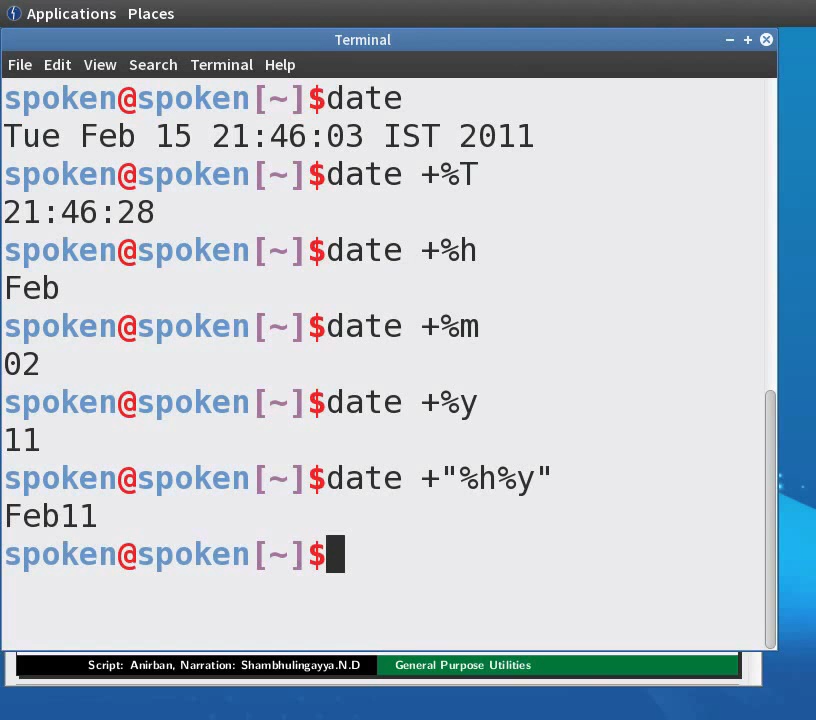 Applications Places
Terminal
File Edit View Search Terminal Help
spoken@spoken[~]$date
Tue Feb 15 21:46:03 IST 2011
spoken@spoken[~]$date +%T
21:46:28
spoken@spoken[~]$date +%h
Feb
spoken@spoken[~]$date +%m
02
spoken@spoken[~]$date +%y
11
spoken@spoken[~]$date +"%h%y"
Feb11
spoken@spoken[~]$
Script: Anirban, Narration: Shambhulingayya.N.D General Purpose Utilities